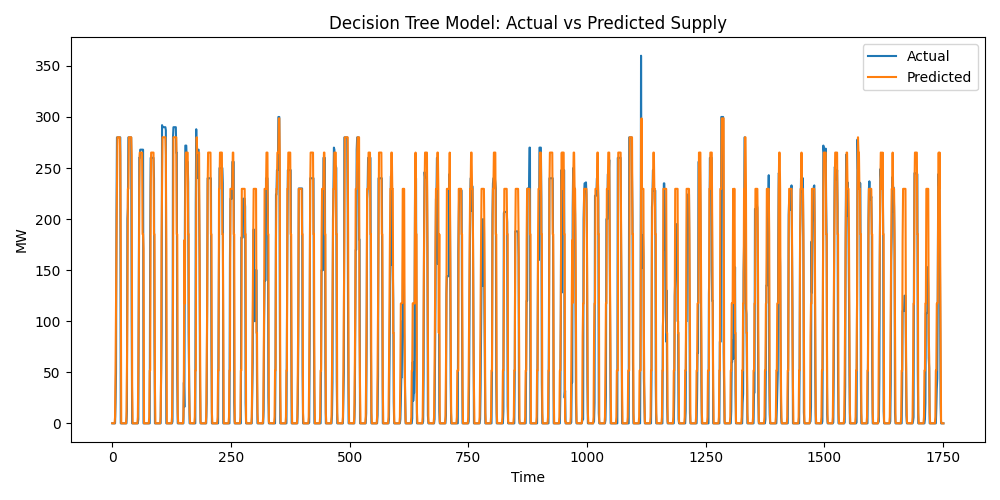 Decision Tree Model: Actual vs Predicted Supply
Actual
Predicted
MW
350
300
250
200
150
100
50
0
0 250 500 750 1000 1250 1500 1750
Time